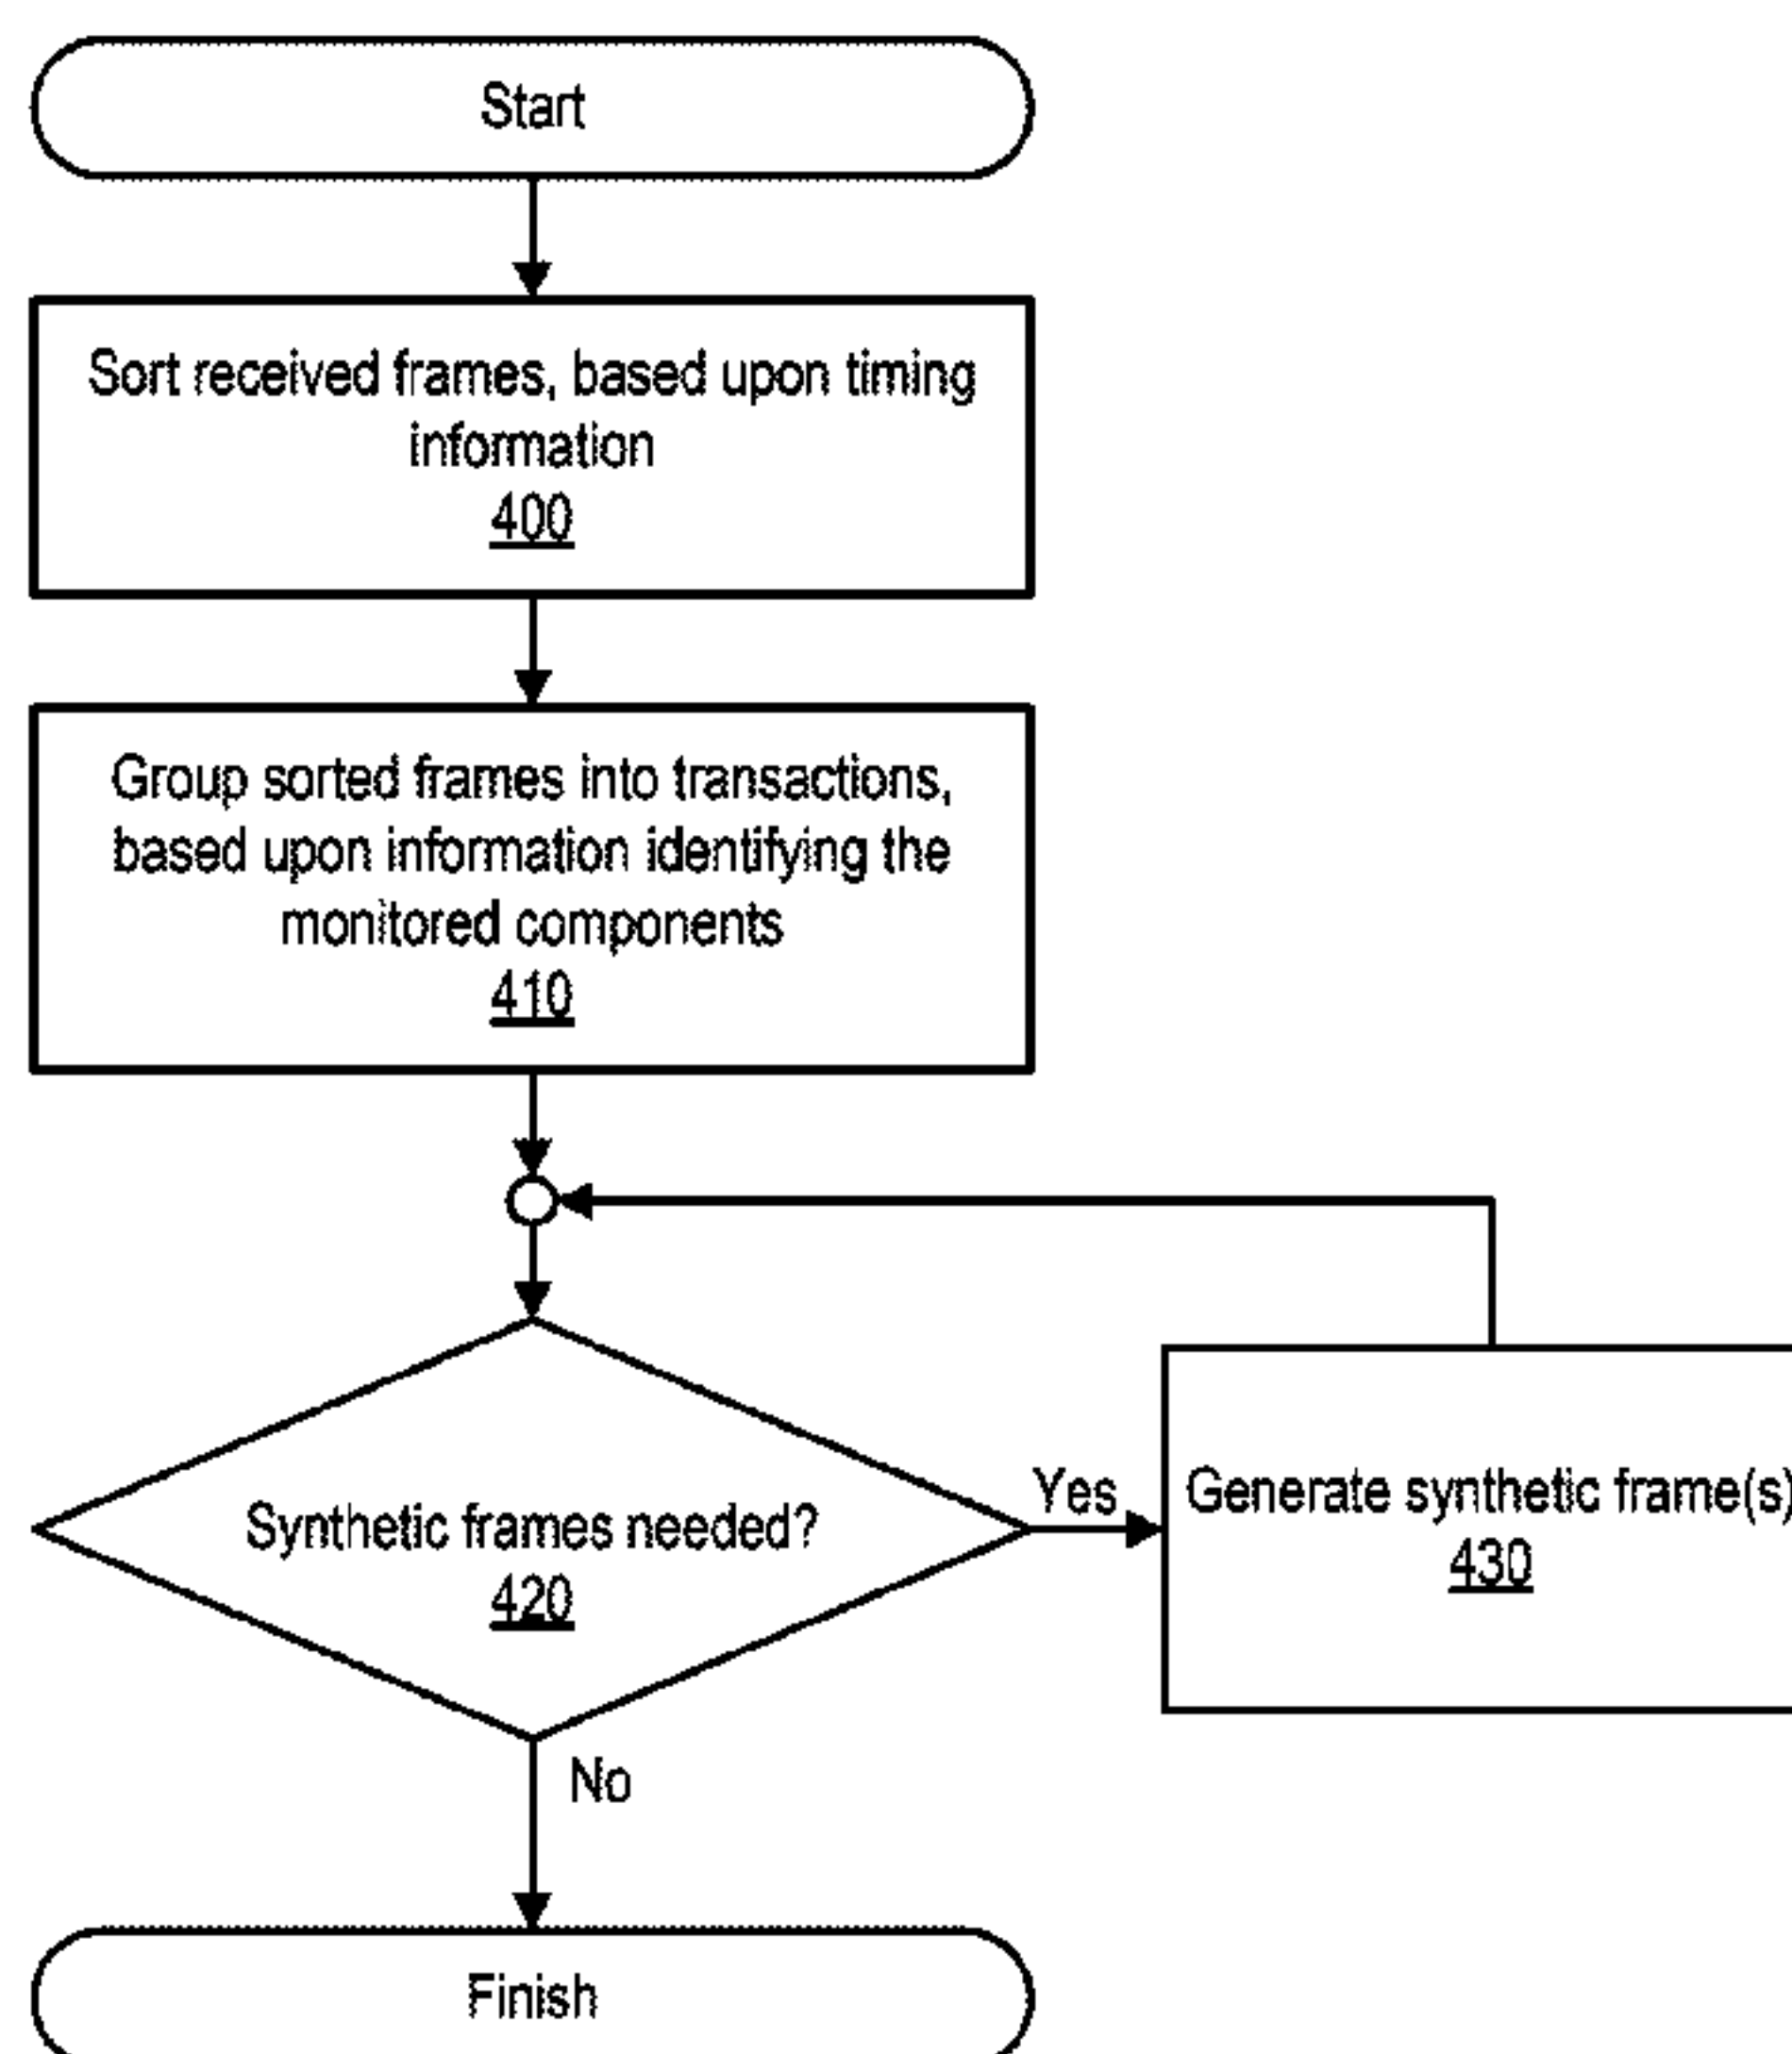 Start
Sort received frames, based upon timing
information
400
Group sorted frames into transactions,
based upon information identifying the
monitored components
410
Synthetic frames needed?
420
Yes
Generate synthetic frame(s)
430
No
Finish